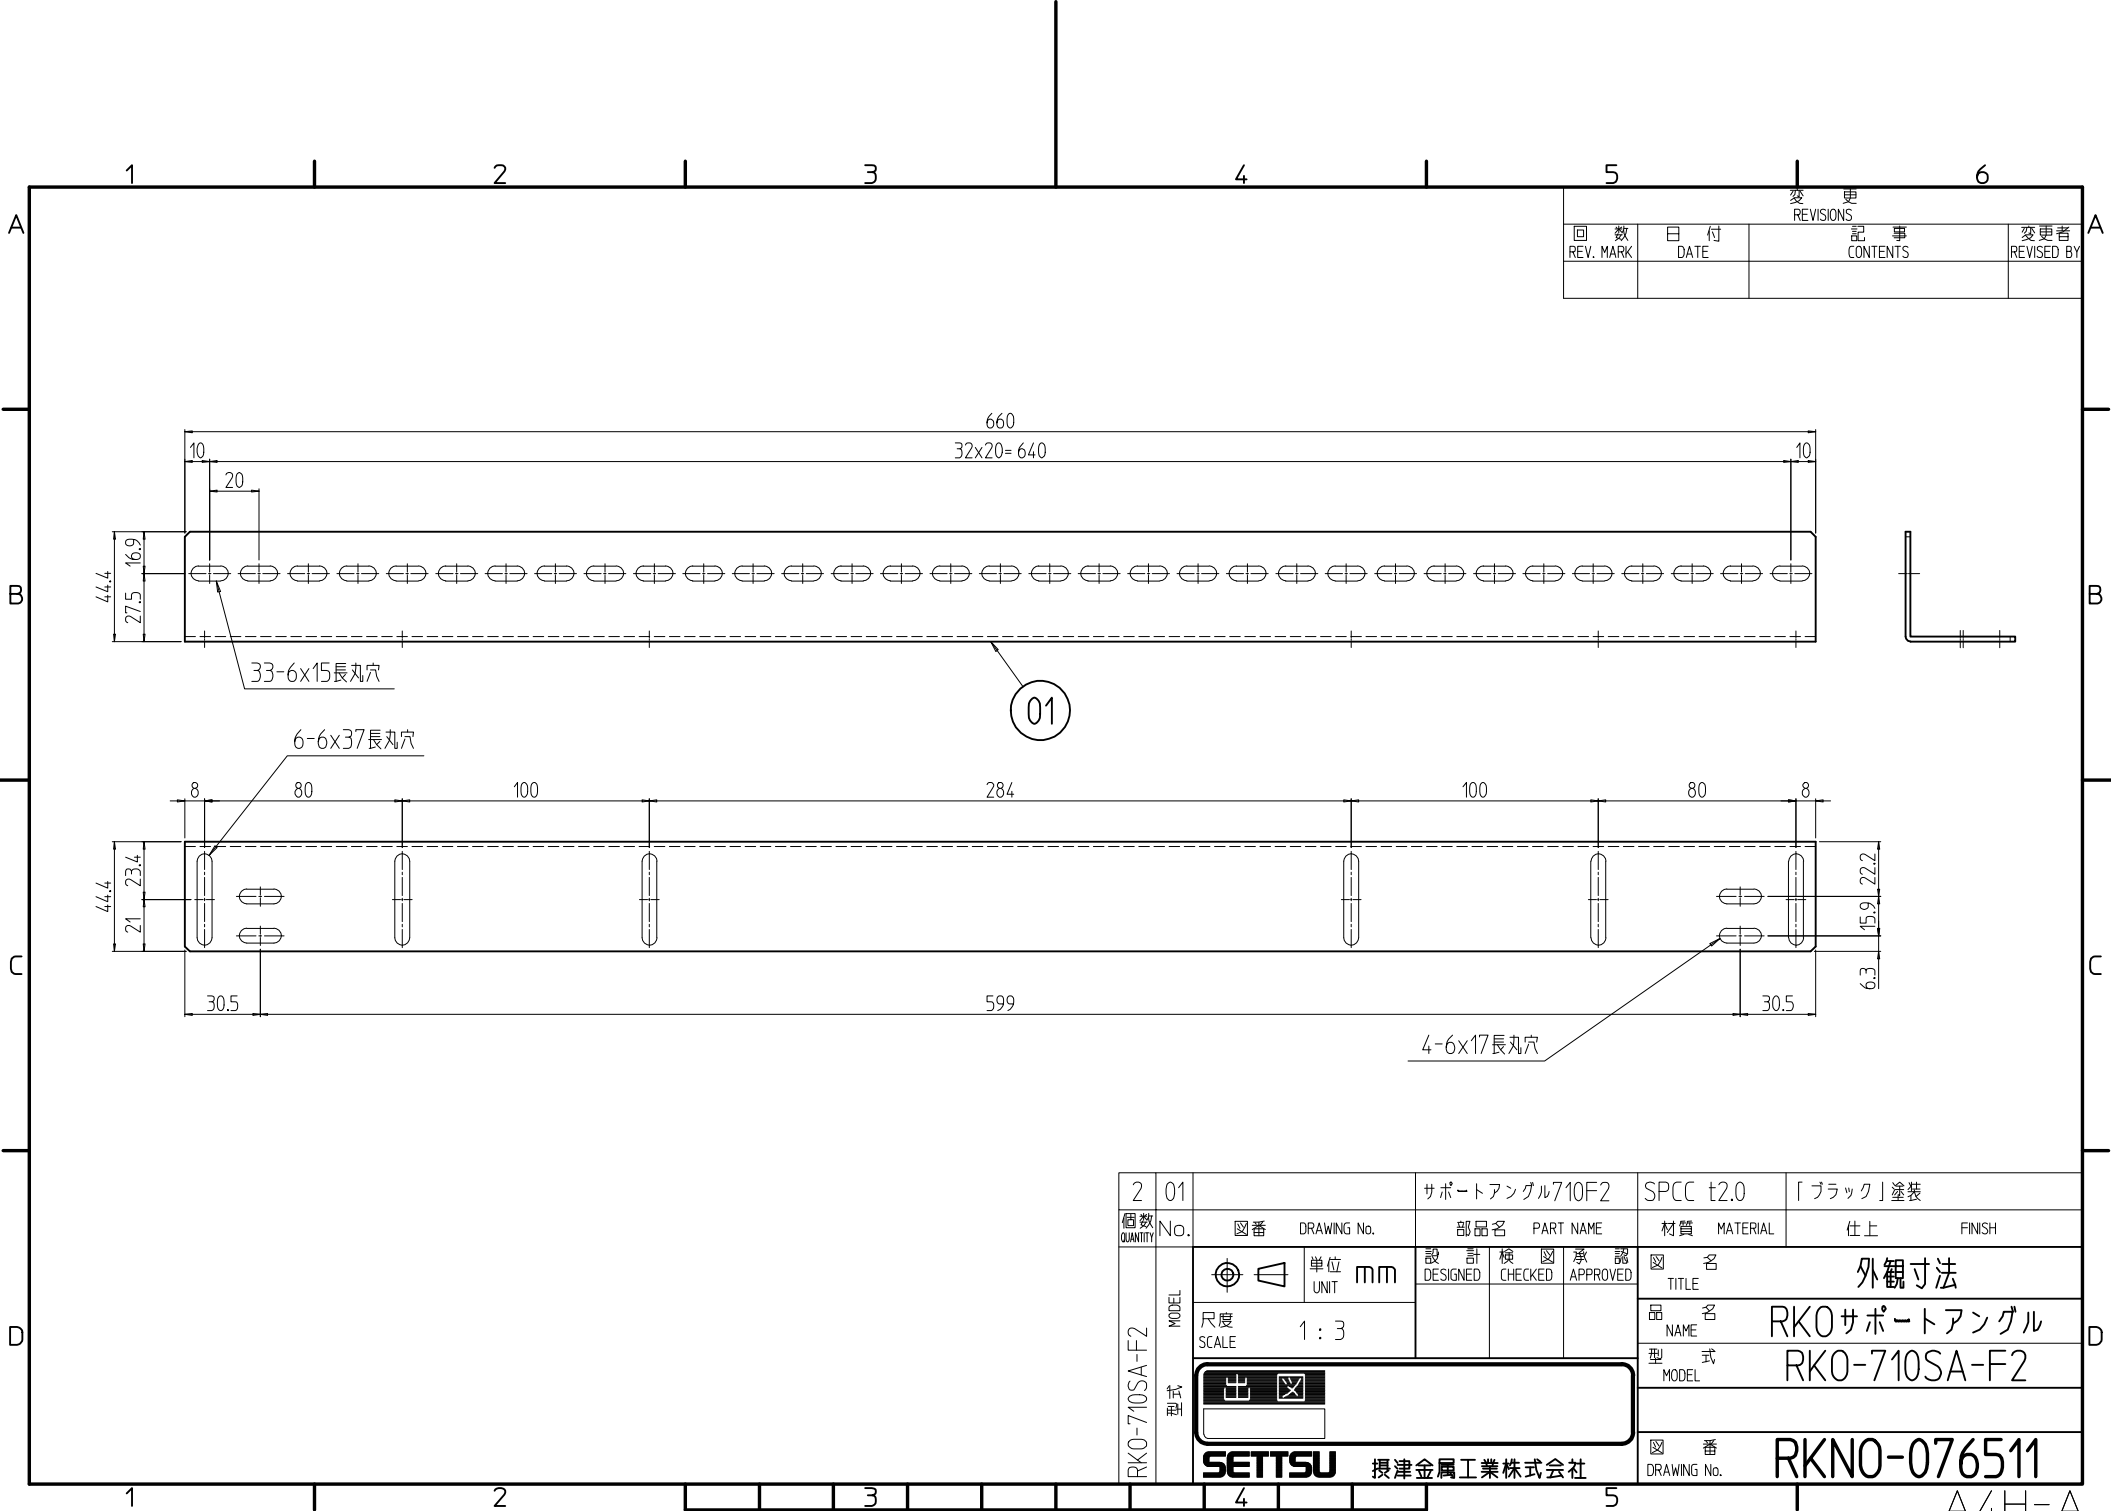 1 2 3 4 5 6
A A
変 更
REVISIONS
回 数 日 付 記 事 変更者
REV. MARK DATE CONTENTS REVISED BY
660
10 32x20=640 10
20
44.4 16.9 27.5
B B
33-6x15長丸穴
01
6-6x37長丸穴
8 80 100 284 100 80 8
44.4 23.4 21
22.2 15.9 6.3
C C
30.5 599 30.5
4-6x17長丸穴
2 01 サポートアングル710F2 SPCC t2.0 「ブラック」塗装
個数 No. 図番 DRAWING No. 部品名 PART NAME 材質 MATERIAL 仕上 FINISH
QUANTITY
RKO-710SA-F2
型式 MODEL
単位 mm
UNIT
設 計 検 図 承 認
DESIGNED CHECKED APPROVED
尺度
SCALE 1 : 3
図 名 外観寸法
TITLE
品 名 RKOサポートアングル
NAME
型 式 RKO-710SA-F2
MODEL
D D
出 図
SETTSU 摂津金属工業株式会社
図 番 RKNO-076511
DRAWING No.
1 2 3 4 5